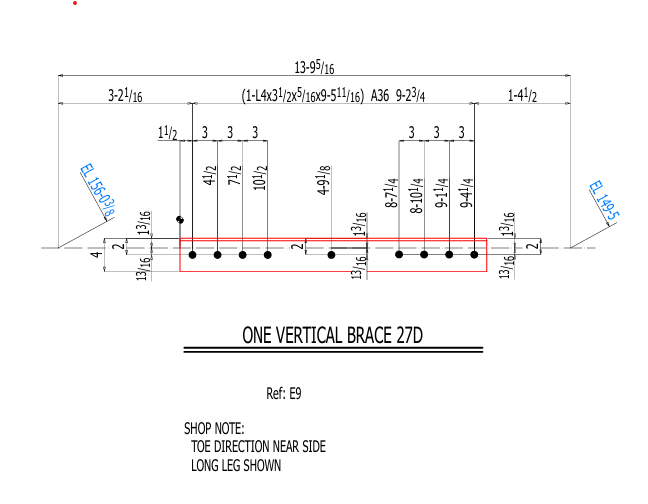 13-9 5/16
3-2 1/16 (1-L4x3 1/2x5/16x9-5 11/16) A36 9-2 3/4 1-4 1/2
1 1/2 3 3 3 3 3 3
4 1/2 7 1/2 10 1/2 4-9 1/8 8-7 1/4 8-10 1/4 9-1 1/4 9-4 1/4
EL 156-0 3/8 EL 149-5
13/16 13/16 13/16
4 2 2 2
13/16 13/16 13/16
ONE VERTICAL BRACE 27D
Ref: E9
SHOP NOTE:
TOE DIRECTION NEAR SIDE
LONG LEG SHOWN